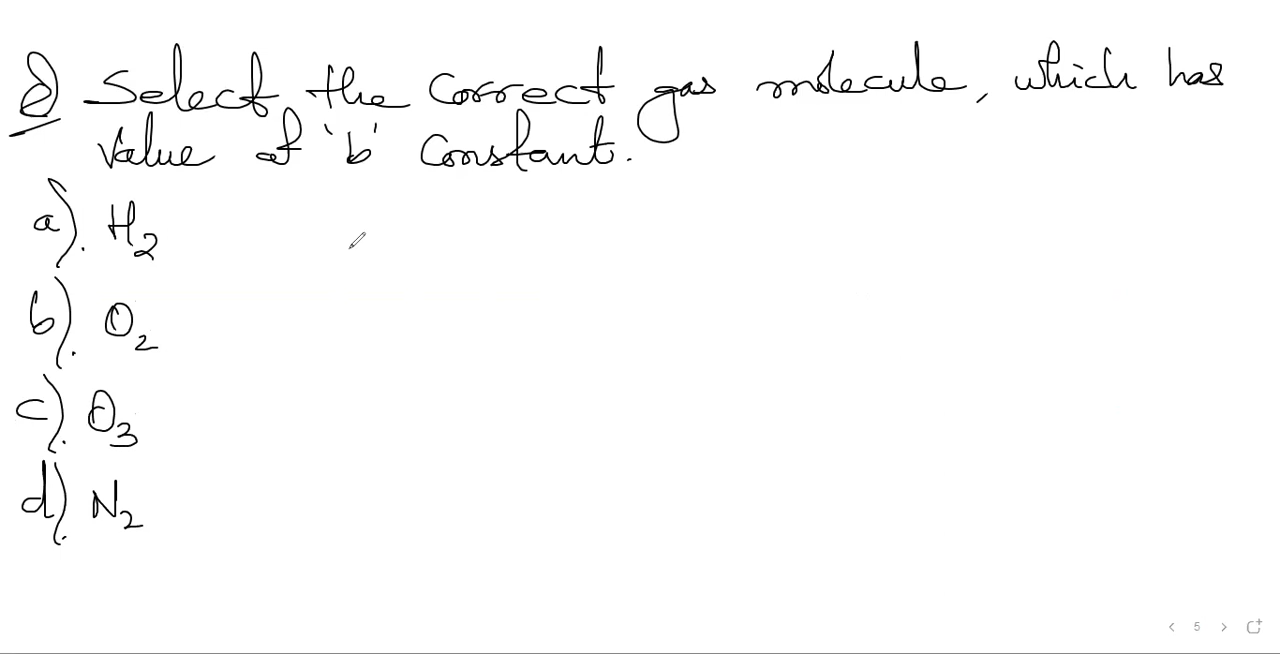 Q) Select the correct gas molecule, which has
value of 'b' constant.
a). H2
b). O2
c). O3
d). N2
< 5 >